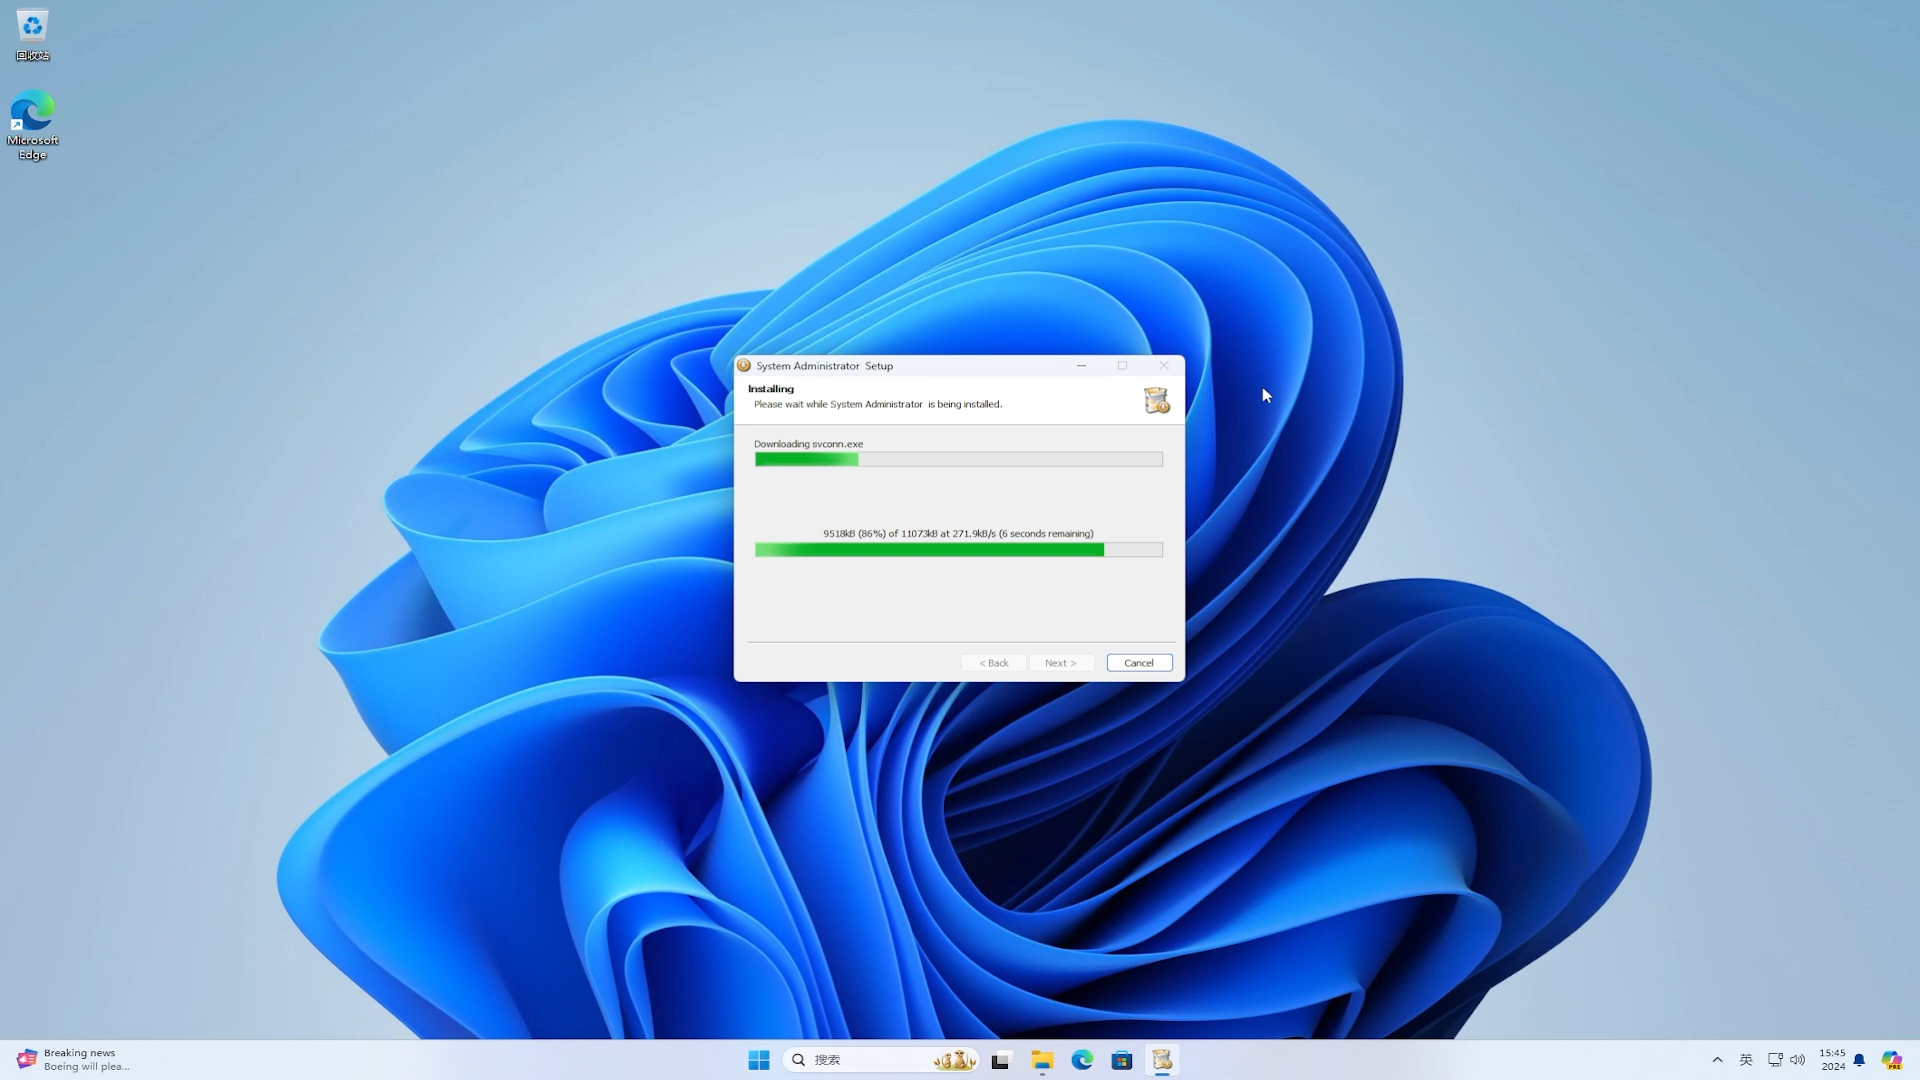 回收站
Microsoft
Edge
System Administrator Setup
Installing
Please wait while System Administrator is being installed.
Downloading svconn.exe
9518kB (86%) of 11073kB at 271.9kB/s (6 seconds remaining)
< Back
Next >
Cancel
Breaking news
Boeing will plea...
搜索
英
15:45
2024
PRE